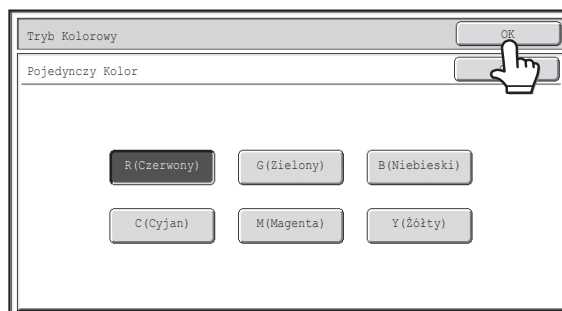 Tryb Kolorowy OK
Pojedynczy Kolor
R(Czerwony) G(Zielony) B(Niebieski)
C(Cyjan) M(Magenta) Y(Żółty)